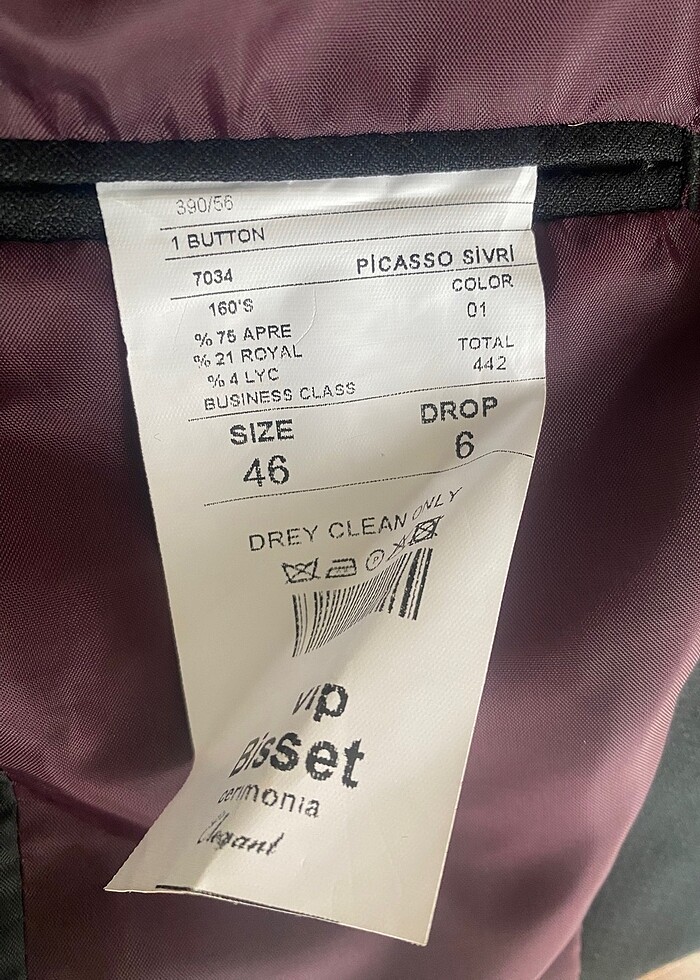 390/56
1 BUTTON
7034 PİCASSO SİVRİ
160'S COLOR
01
% 75 APRE
% 21 ROYAL TOTAL
% 4 LYC 442
BUSINESS CLASS
SIZE DROP
46 6
DREY CLEAN ONLY
P A
vip
Bisset
cerimonia
Elegant